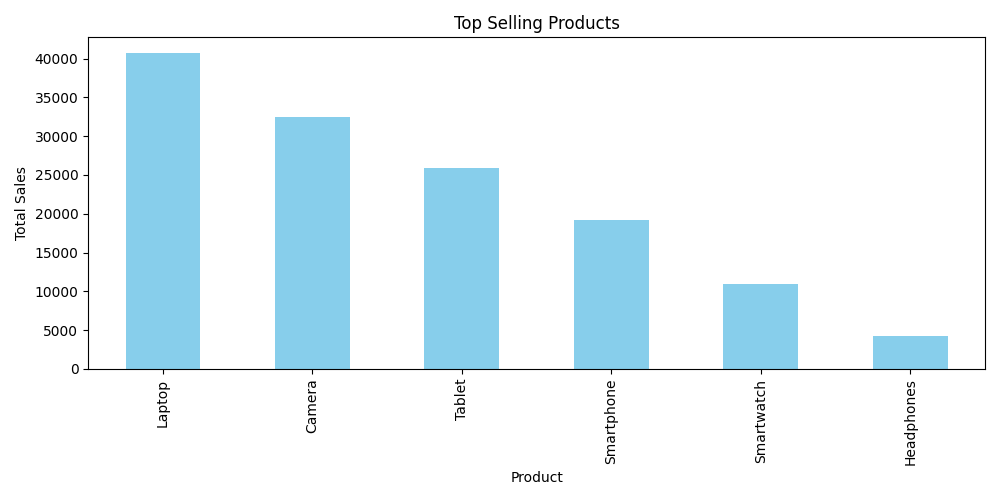 Top Selling Products
Total Sales
40000
35000
30000
25000
20000
15000
10000
5000
0
Laptop
Camera
Tablet
Smartphone
Smartwatch
Headphones
Product